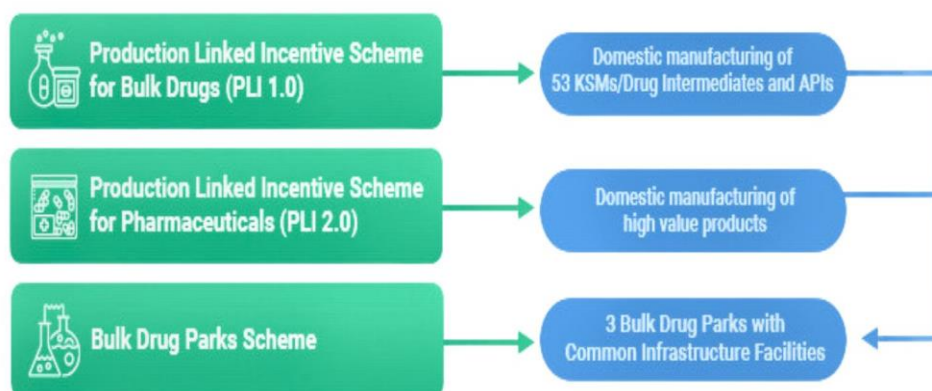 Production Linked Incentive Scheme
for Bulk Drugs (PLI 1.0)
Domestic manufacturing of
53 KSMs/Drug Intermediates and APIs
Production Linked Incentive Scheme
for Pharmaceuticals (PLI 2.0)
Domestic manufacturing of
high value products
Bulk Drug Parks Scheme
3 Bulk Drug Parks with
Common Infrastructure Facilities